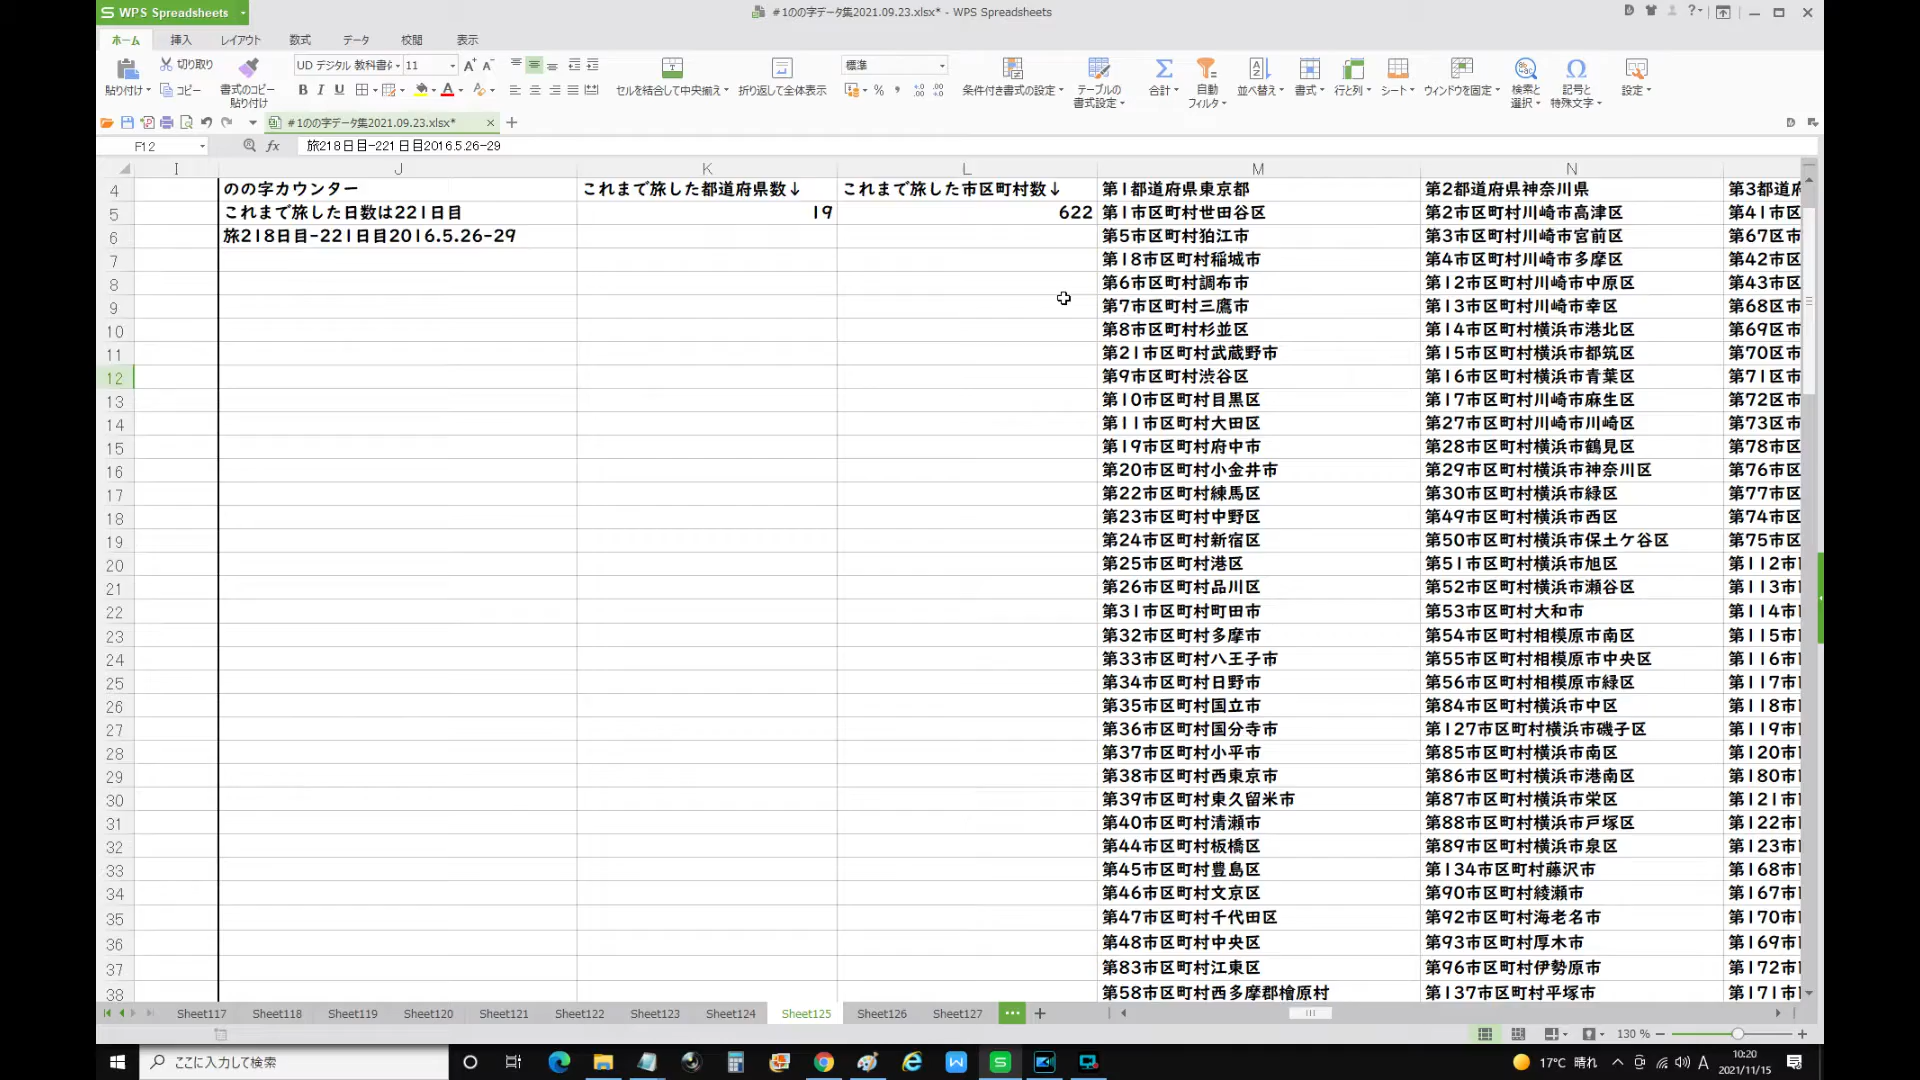 WPS Spreadsheets
#1のの字データ集2021.09.23.xlsx* - WPS Spreadsheets
ホーム 挿入 レイアウト 数式 データ 校閲 表示
貼り付け 切り取り コピー 書式のコピー 貼り付け UD デジタル 教科書 11 セルを結合して中央揃え 折り返して全体表示 標準 条件付き書式の設定 テーブルの 書式設定 合計 自動 フィルタ 並べ替え 書式 行と列 シート ウィンドウを固定 検索と 選択 記号と 特殊文字 設定
#1のの字データ集2021.09.23.xlsx*
F12 fx 旅218日目-221日目2016.5.26-29
I J K L M N
4 のの字カウンター これまで旅した都道府県数↓ これまで旅した市区町村数↓ 第1都道府県東京都 第2都道府県神奈川県 第3都道府
5 これまで旅した日数は221日目 19 622 第1市区町村世田谷区 第2市区町村川崎市高津区 第41市区
6 旅218日目-221日目2016.5.26-29 第5市区町村狛江市 第3市区町村川崎市宮前区 第67区市
7 第18市区町村稲城市 第4市区町村川崎市多摩区 第42市区
8 第6市区町村調布市 第12市区町村川崎市中原区 第43市区
9 第7市区町村三鷹市 第13市区町村川崎市幸区 第68区市
10 第8市区町村杉並区 第14市区町村横浜市港北区 第69区市
11 第21市区町村武蔵野市 第15市区町村横浜市都筑区 第70区市
12 第9市区町村渋谷区 第16市区町村横浜市青葉区 第71区市
13 第10市区町村目黒区 第17市区町村川崎市麻生区 第72区市
14 第11市区町村大田区 第27市区町村川崎市川崎区 第73区市
15 第19市区町村府中市 第28市区町村横浜市鶴見区 第78市区
16 第20市区町村小金井市 第29市区町村横浜市神奈川区 第76市区
17 第22市区町村練馬区 第30市区町村横浜市緑区 第77市区
18 第23市区町村中野区 第49市区町村横浜市西区 第74市区
19 第24市区町村新宿区 第50市区町村横浜市保土ケ谷区 第75市区
20 第25市区町村港区 第51市区町村横浜市旭区 第112市
21 第26市区町村品川区 第52市区町村横浜市瀬谷区 第113市
22 第31市区町村町田市 第53市区町村大和市 第114市
23 第32市区町村多摩市 第54市区町村相模原市南区 第115市
24 第33市区町村八王子市 第55市区町村相模原市中央区 第116市
25 第34市区町村日野市 第56市区町村相模原市緑区 第117市
26 第35市区町村国立市 第84市区町村横浜市中区 第118市
27 第36市区町村国分寺市 第127市区町村横浜市磯子区 第119市
28 第37市区町村小平市 第85市区町村横浜市南区 第120市
29 第38市区町村西東京市 第86市区町村横浜市港南区 第180市
30 第39市区町村東久留米市 第87市区町村横浜市栄区 第121市
31 第40市区町村清瀬市 第88市区町村横浜市戸塚区 第122市
32 第44市区町村板橋区 第89市区町村横浜市泉区 第123市
33 第45市区町村豊島区 第134市区町村藤沢市 第168市
34 第46市区町村文京区 第90市区町村綾瀬市 第167市
35 第47市区町村千代田区 第92市区町村海老名市 第170市
36 第48市区町村中央区 第93市区町村厚木市 第169市
37 第83市区町村江東区 第96市区町村伊勢原市 第172市
38 第58市区町村西多摩郡檜原村 第137市区町村平塚市 第171市
Sheet117 Sheet118 Sheet119 Sheet120 Sheet121 Sheet122 Sheet123 Sheet124 Sheet125 Sheet126 Sheet127
130 %
ここに入力して検索 17°C 晴れ A 10:20
2021/11/15